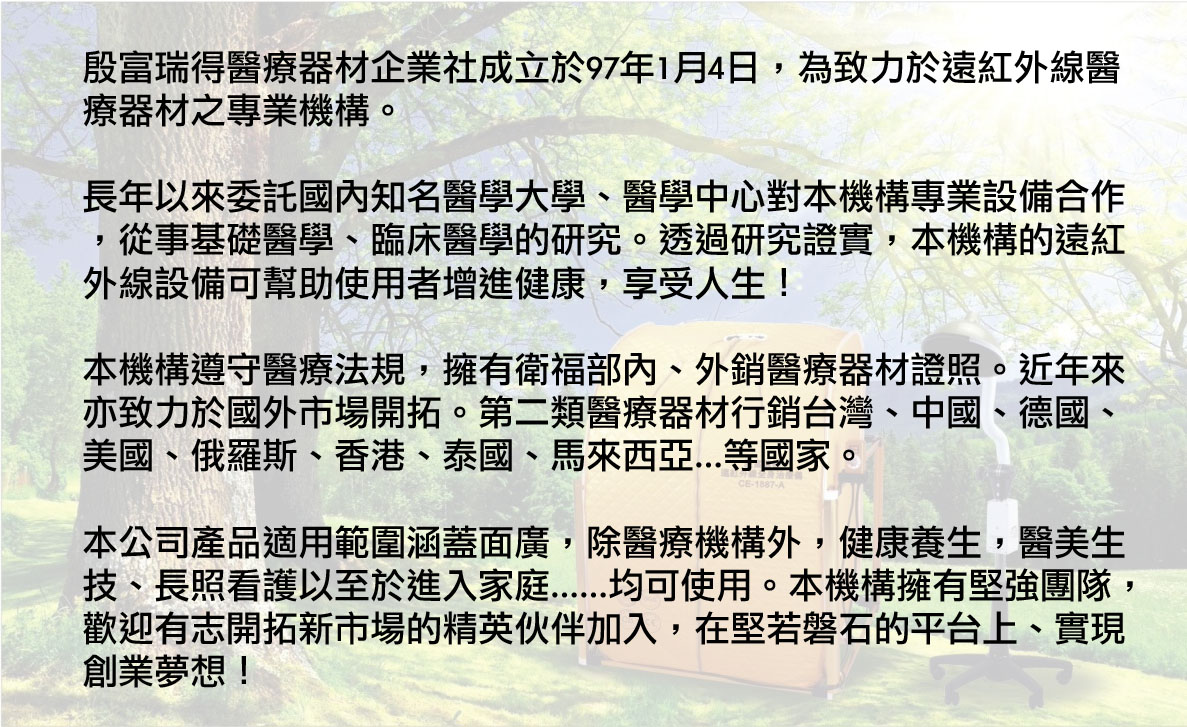 殷富瑞得醫療器材企業社成立於97年1月4日，為致力於遠紅外線醫
療器材之專業機構。
長年以來委託國內知名醫學大學、醫學中心對本機構專業設備合作
，從事基礎醫學、臨床醫學的研究。透過研究證實，本機構的遠紅
外線設備可幫助使用者增進健康，享受人生！
本機構遵守醫療法規，擁有衛福部內、外銷醫療器材證照。近年來
亦致力於國外市場開拓。第二類醫療器材行銷台灣、中國、德國、
美國、俄羅斯、香港、泰國、馬來西亞...等國家。
CE-1887-A
本公司產品適用範圍涵蓋面廣，除醫療機構外，健康養生，醫美生
技、長照看護以至於進入家庭......均可使用。本機構擁有堅強團隊，
歡迎有志開拓新市場的精英伙伴加入，在堅若磐石的平台上、實現
創業夢想！